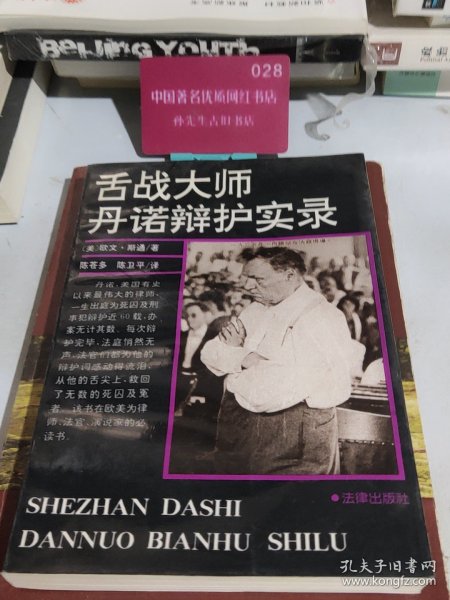 BEIJING YOUTH
028
中国著名优质网红书店
孙先生古旧书店
舌战大师
丹诺辩护实录
(美)欧文·斯通/著
陈苍多 陈卫平/译
丹诺,美国有史
以来最伟大的律师,
一生出庭为死囚及刑
事犯辩护近60载,办
案无计其数。每次辩
护完毕,法庭悄然无
声,法官们都为他的
辩护词感动得流泪。
从他的舌尖上,救回
了无数的死囚及冤
者。该书在欧美为律
师、法官、演说家的必
读书。
法律出版社
SHEZHAN DASHI
DANNUO BIANHU SHILU
孔夫子旧书网
www.kongfz.com